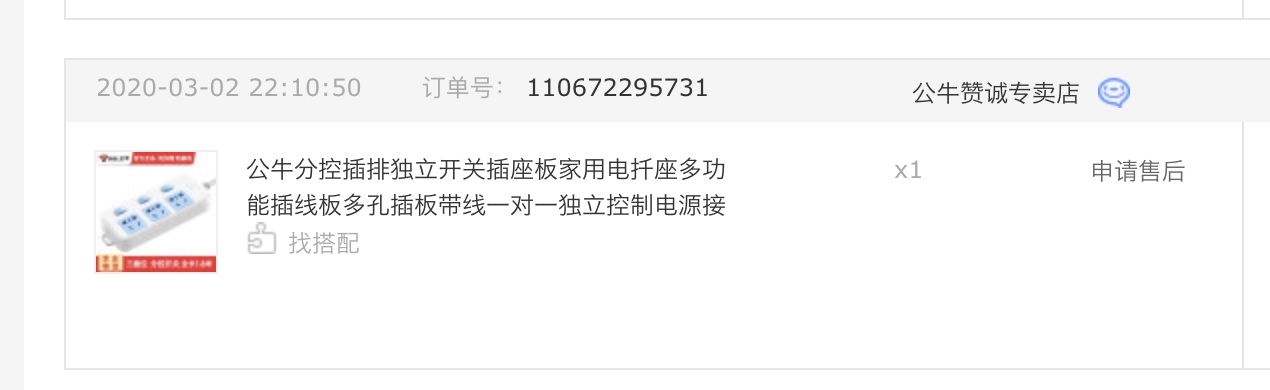 2020-03-02 22:10:50 订单号: 110672295731 公牛赞诚专卖店
公牛分控插排独立开关插座板家用电扦座多功 x1 申请售后
能插线板多孔插板带线一对一独立控制电源接
找搭配